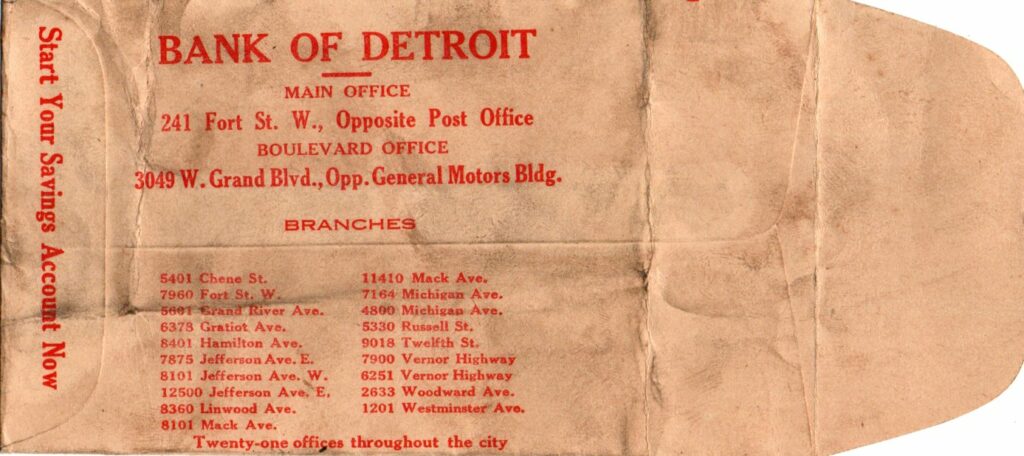 BANK OF DETROIT
MAIN OFFICE
241 Fort St. W., Opposite Post Office
BOULEVARD OFFICE
3049 W. Grand Blvd., Opp. General Motors Bldg.
BRANCHES
5401 Chene St.
7960 Fort St. W.
5601 Grand River Ave.
6378 Gratiot Ave.
8401 Hamilton Ave.
7875 Jefferson Ave. E.
8101 Jefferson Ave. W.
12500 Jefferson Ave. E.
8360 Linwood Ave.
8101 Mack Ave.
11410 Mack Ave.
7164 Michigan Ave.
4800 Michigan Ave.
5330 Russell St.
9018 Twelfth St.
7900 Vernor Highway
6251 Vernor Highway
2633 Woodward Ave.
1201 Westminster Ave.
Twenty-one offices throughout the city
Start Your Savings Account Now